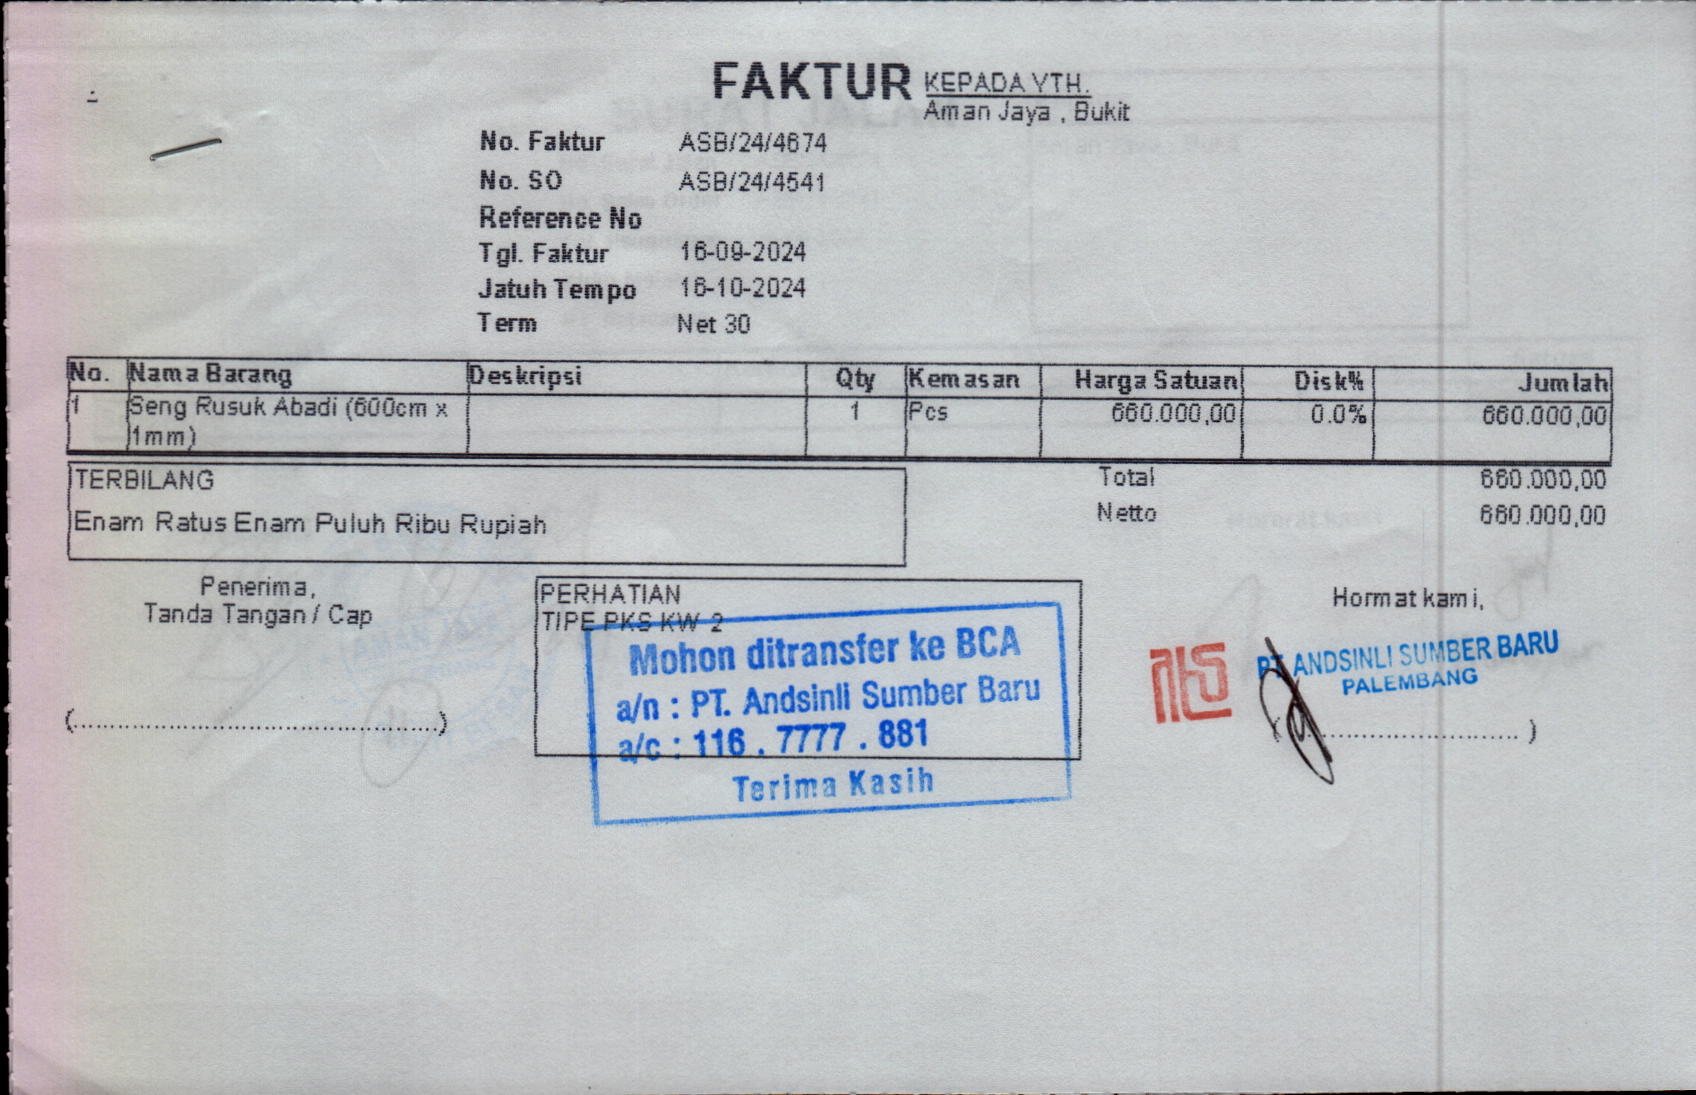 FAKTUR
KEPADA YTH.
Aman Jaya , Bukit
No. Faktur ASB/24/4674
No. SO ASB/24/4541
Reference No
Tgl. Faktur 16-09-2024
Jatuh Tempo 16-10-2024
Term Net 30
No. Nama Barang Deskripsi Qty Kemasan Harga Satuan Disk% Jumlah
1 Seng Rusuk Abadi (600cm x 1 Pcs 660.000,00 0.0% 660.000,00
1mm)
TERBILANG
Enam Ratus Enam Puluh Ribu Rupiah
Total 660.000,00
Netto 660.000,00
Penerima,
Tanda Tangan / Cap
(..........................................)
PERHATIAN
TIPE PKS KW 2
Mohon ditransfer ke BCA
a/n : PT. Andsinli Sumber Baru
a/c : 116 . 7777 . 881
Terima Kasih
Hormat kami,
PT. ANDSINLI SUMBER BARU
PALEMBANG
.......................... )